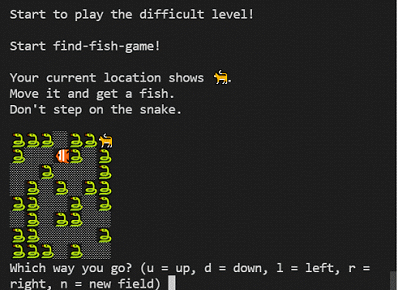 Start to play the difficult level!
Start find-fish-game!
Your current location shows 🐈.
Move it and get a fish.
Don't step on the snake.
Which way you go? (u = up, d = down, l = left, r =
right, n = new field)